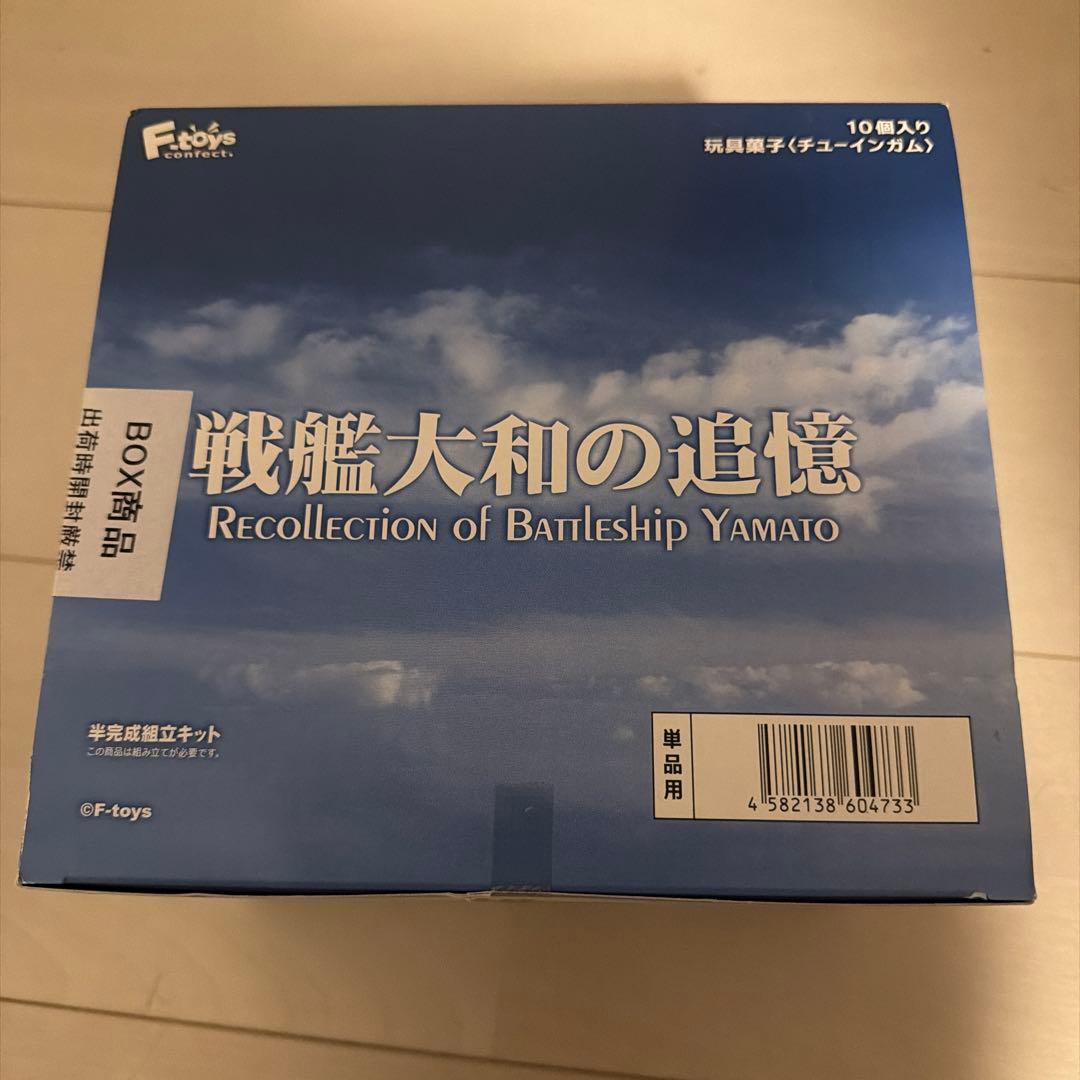 F-toys
confect.
10個入り
玩具菓子〈チューインガム〉
BOX商品
出荷時開封厳禁
戦艦大和の追憶
Recollection of Battleship YAMATO
半完成組立キット
この商品は組み立てが必要です。
©F-toys
単品用
4 582138 604733